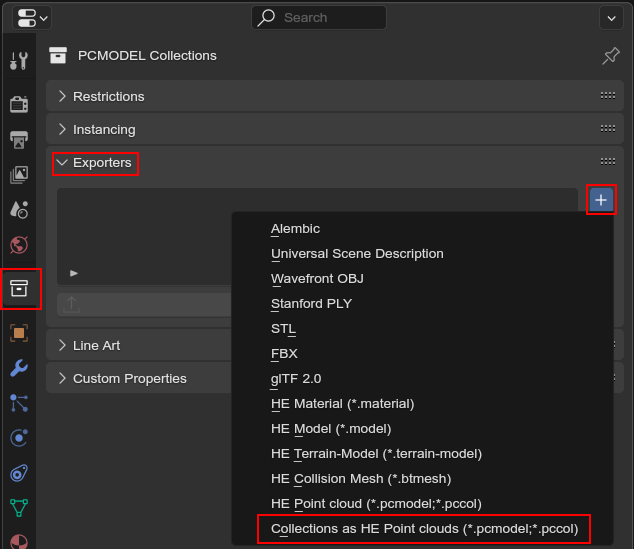 Search
PCMODEL Collections
Restrictions
Instancing
Exporters
Alembic
Universal Scene Description
Wavefront OBJ
Stanford PLY
STL
FBX
glTF 2.0
HE Material (*.material)
HE Model (*.model)
HE Terrain-Model (*.terrain-model)
HE Collision Mesh (*.btmesh)
HE Point cloud (*.pcmodel;*.pccol)
Collections as HE Point clouds (*.pcmodel;*.pccol)
Line Art
Custom Properties